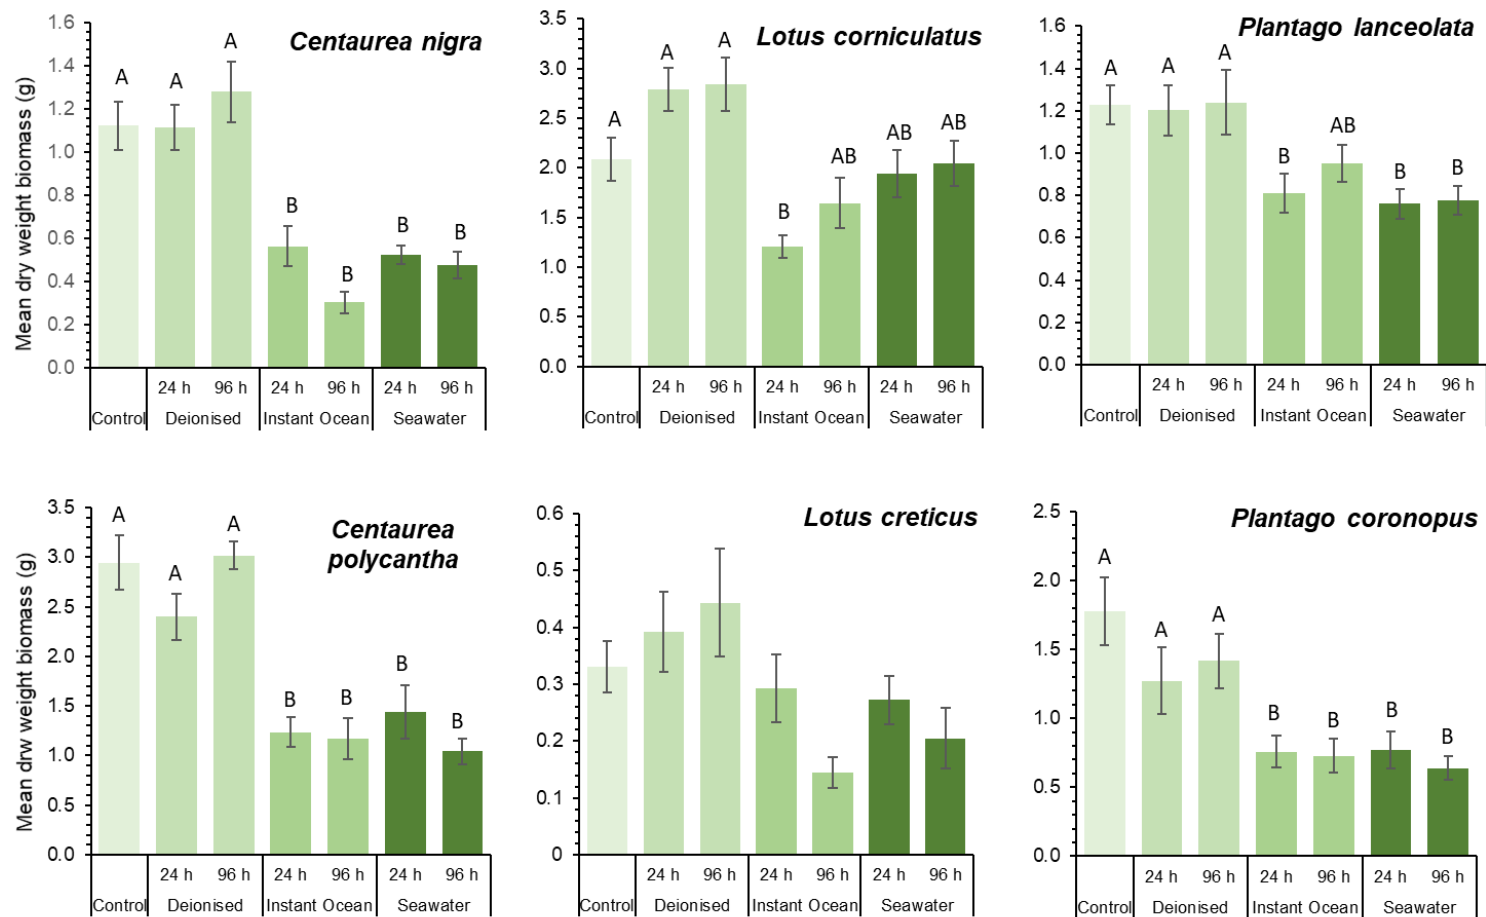 Centaurea nigra
Mean dry weight biomass (g)
1.6
1.4
1.2
1.0
0.8
0.6
0.4
0.2
0.0
A A A B B B B
24 h 96 h 24 h 96 h 24 h 96 h
Control Deionised Instant Ocean Seawater
Lotus corniculatus
3.5
3.0
2.5
2.0
1.5
1.0
0.5
0.0
A A A B AB AB AB
24 h 96 h 24 h 96 h 24 h 96 h
Control Deionised Instant Ocean Seawater
Plantago lanceolata
1.6
1.4
1.2
1.0
0.8
0.6
0.4
0.2
0.0
A A A B AB B B
24 h 96 h 24 h 96 h 24 h 96 h
Control Deionised Instant Ocean Seawater
Centaurea
polycantha
Mean drw weight biomass (g)
3.5
3.0
2.5
2.0
1.5
1.0
0.5
0.0
A A A B B B B
24 h 96 h 24 h 96 h 24 h 96 h
Control Deionised Instant Ocean Seawater
Lotus creticus
0.6
0.5
0.4
0.3
0.2
0.1
0
24 h 96 h 24 h 96 h 24 h 96 h
Control Deionised Instant Ocean Seawater
Plantago coronopus
2.5
2.0
1.5
1.0
0.5
0.0
A A A B B B B
24 h 96 h 24 h 96 h 24 h 96 h
Control Deionised Instant Ocean Seawater